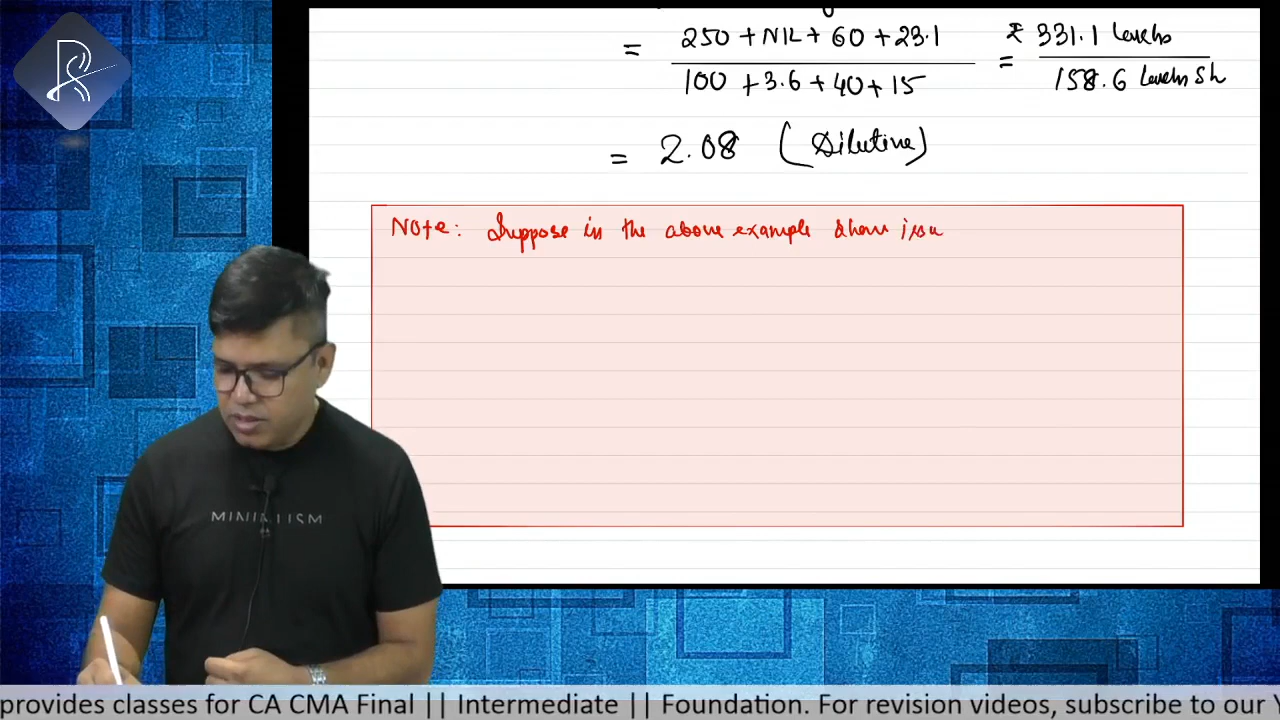 250 + NIL + 60 + 23.1
=
100 + 3.6 + 40 + 15
= ₹ 331.1 Lakhs
158.6 Lakhs Sh
= 2.08 (Dilutive)
Note: Suppose in the above example share issu
MINIMLISM
provides classes for CA CMA Final || Intermediate || Foundation. For revision videos, subscribe to our Y